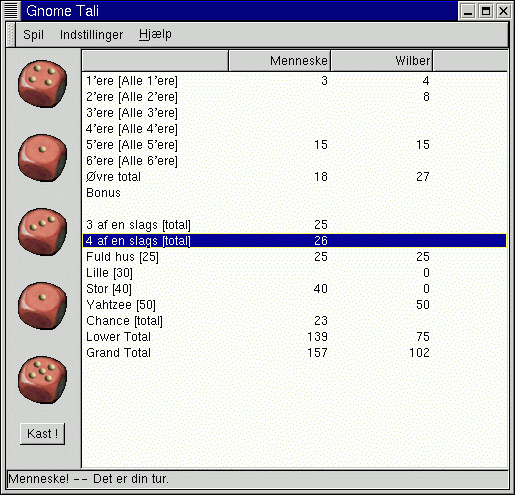 Gnome Tali
Spil Indstillinger Hjælp
Menneske Wilber
1'ere [Alle 1'ere] 3 4
2'ere [Alle 2'ere] 8
3'ere [Alle 3'ere]
4'ere [Alle 4'ere]
5'ere [Alle 5'ere] 15 15
6'ere [Alle 6'ere]
Øvre total 18 27
Bonus
3 af en slags [total] 25
4 af en slags [total] 26
Fuld hus [25] 25 25
Lille [30] 0
Stor [40] 40 0
Yahtzee [50] 50
Chance [total] 23
Lower Total 139 75
Grand Total 157 102
Kast !
Menneske! -- Det er din tur.